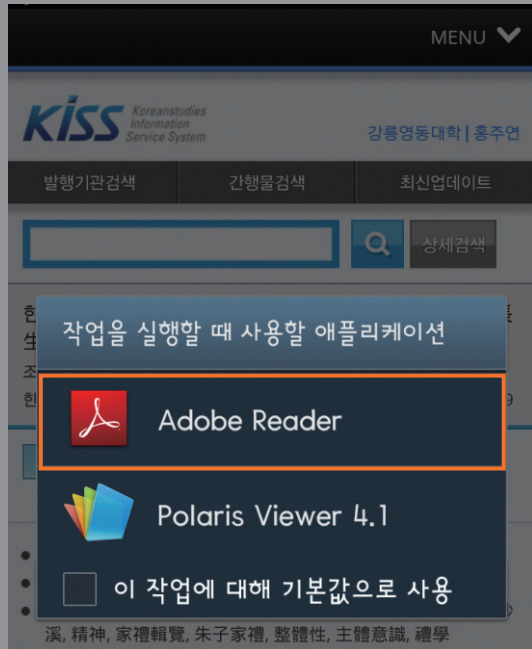 MENU
KISS Koreanstudies
Information
Service System
강릉영동대학 | 홍주연
발행기관검색 간행물검색 최신업데이트
상세검색
작업을 실행할 때 사용할 애플리케이션
Adobe Reader
Polaris Viewer 4.1
이 작업에 대해 기본값으로 사용
溪, 精神, 家禮輯覽, 朱子家禮, 整體性, 主體意識, 禮學